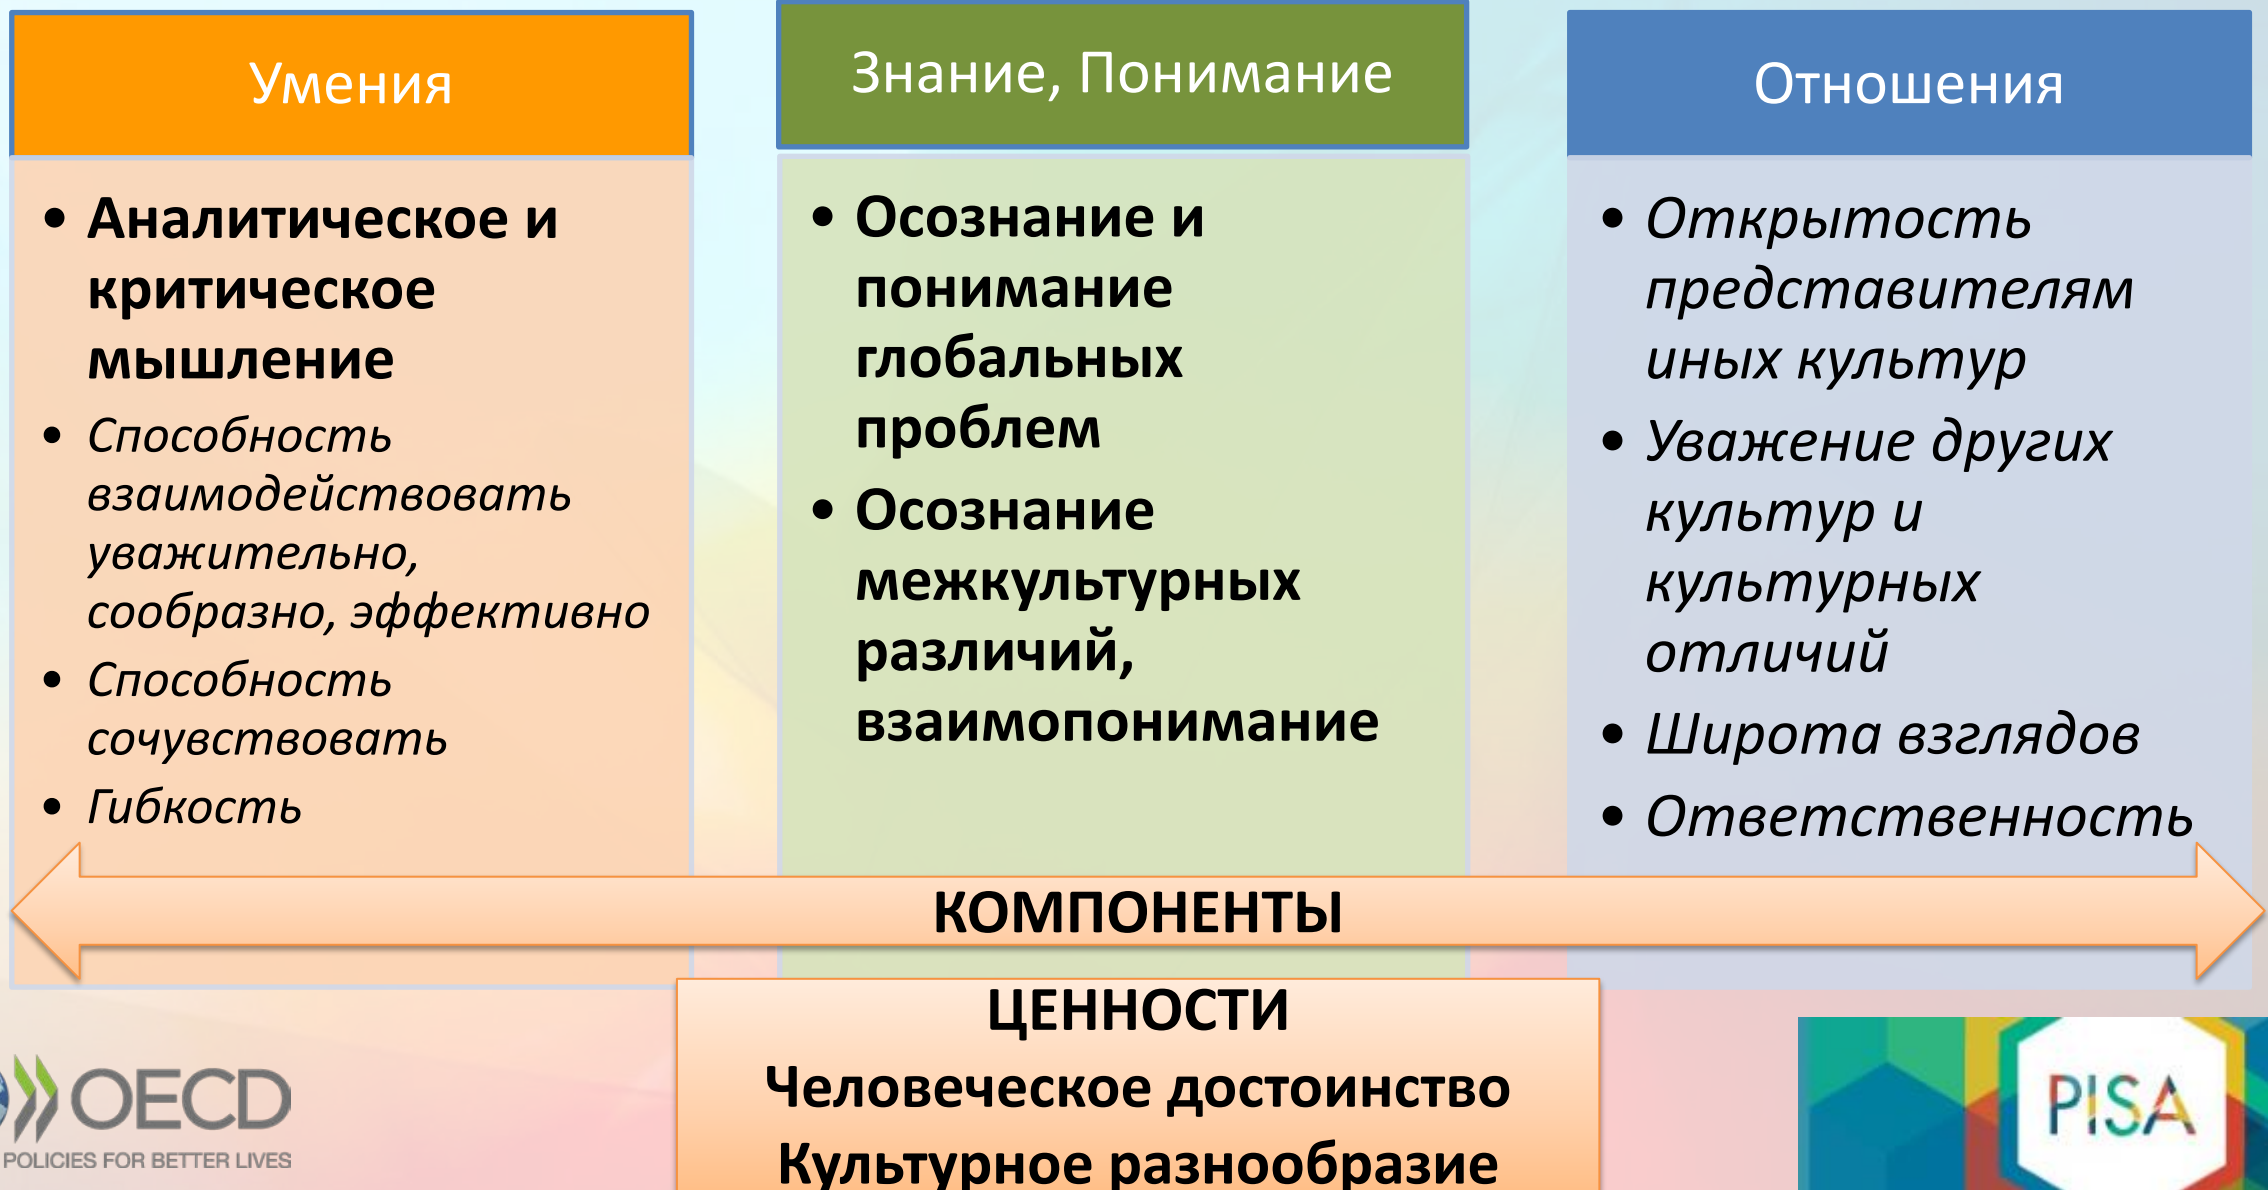 Умения
• Аналитическое и
критическое
мышление
• Способность
взаимодействовать
уважительно,
сообразно, эффективно
• Способность
сочувствовать
• Гибкость
Знание, Понимание
• Осознание и
понимание
глобальных
проблем
• Осознание
межкультурных
различий,
взаимопонимание
Отношения
• Открытость
представителям
иных культур
• Уважение других
культур и
культурных
отличий
• Широта взглядов
• Ответственность
КОМПОНЕНТЫ
ЦЕННОСТИ
Человеческое достоинство
Культурное разнообразие
OECD
POLICIES FOR BETTER LIVES
PISA